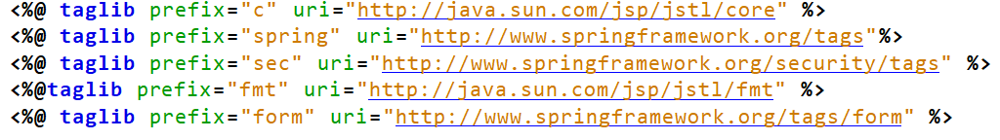 <%@ taglib prefix="c" uri="http://java.sun.com/jsp/jstl/core" %>
<%@ taglib prefix="spring" uri="http://www.springframework.org/tags"%>
<%@ taglib prefix="sec" uri="http://www.springframework.org/security/tags" %>
<%@taglib prefix="fmt" uri="http://java.sun.com/jsp/jstl/fmt" %>
<%@ taglib prefix="form" uri="http://www.springframework.org/tags/form" %>